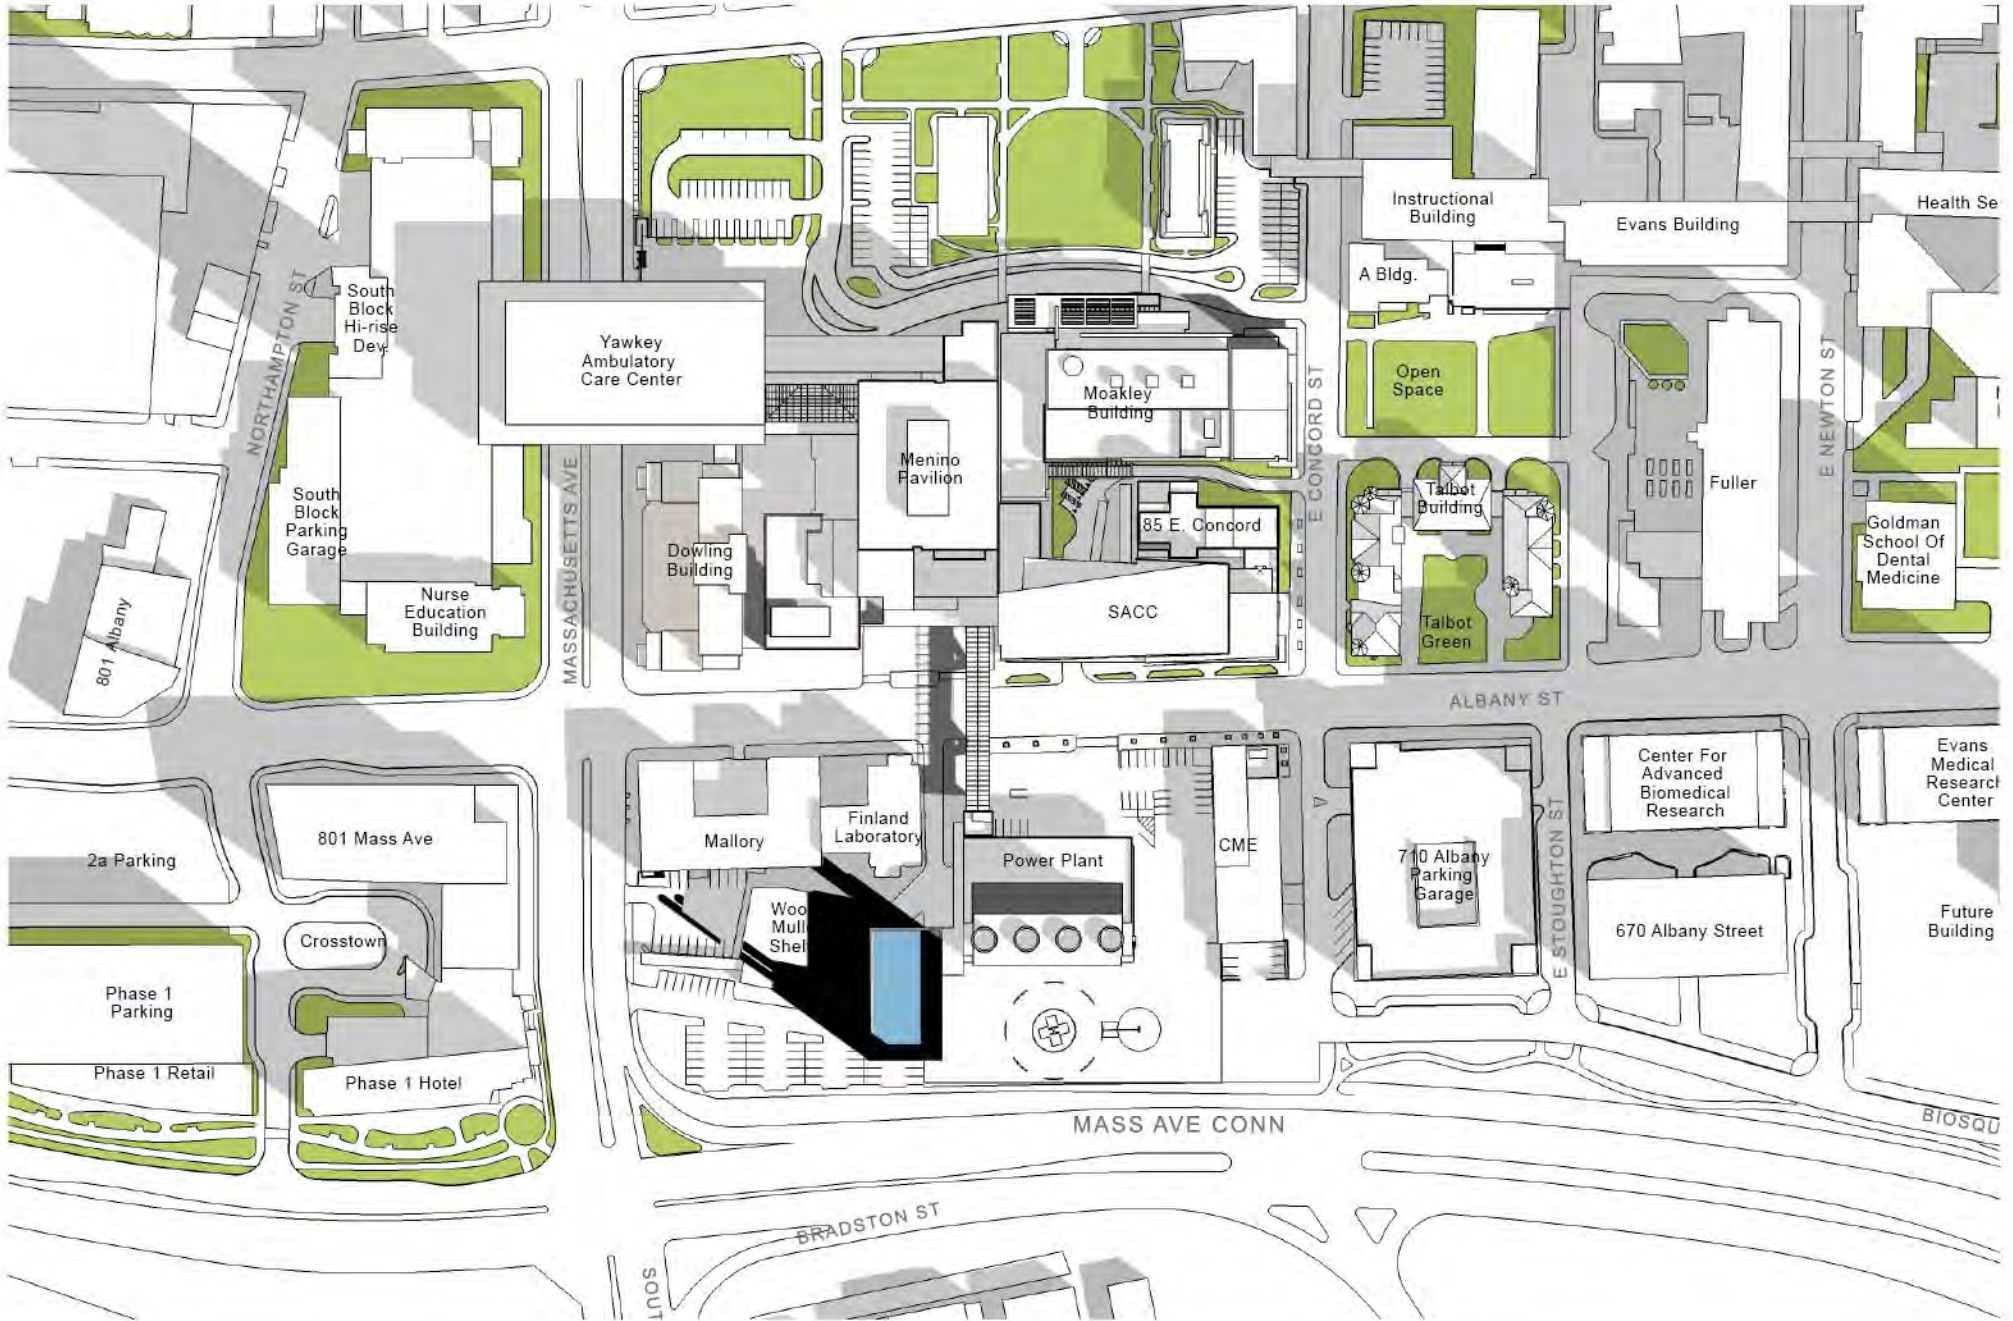 Instructional
Building
Health Se
Evans Building
A Bldg.
South
Block
Hi-rise
Dev.
NORTHAMPTON ST
Yawkey
Ambulatory
Care Center
Moakley
Building
Open
Space
E CONCORD ST
E NEWTON ST
Menino
Pavilion
MASSACHUSETTS AVE
South
Block
Parking
Garage
Talbot
Building
Fuller
85 E. Concord
Goldman
School Of
Dental
Medicine
Dowling
Building
Nurse
Education
Building
SACC
Talbot
Green
801 Albany
ALBANY ST
Center For
Advanced
Biomedical
Research
Evans
Medical
Research
Center
801 Mass Ave
2a Parking
Mallory
Finland
Laboratory
Power Plant
CME
710 Albany
Parking
Garage
E STOUGHTON ST
Woo
Mull
Shel
Crosstown
670 Albany Street
Future
Building
Phase 1
Parking
Phase 1 Retail
Phase 1 Hotel
MASS AVE CONN
BIOSQU
BRADSTON ST
SOUT